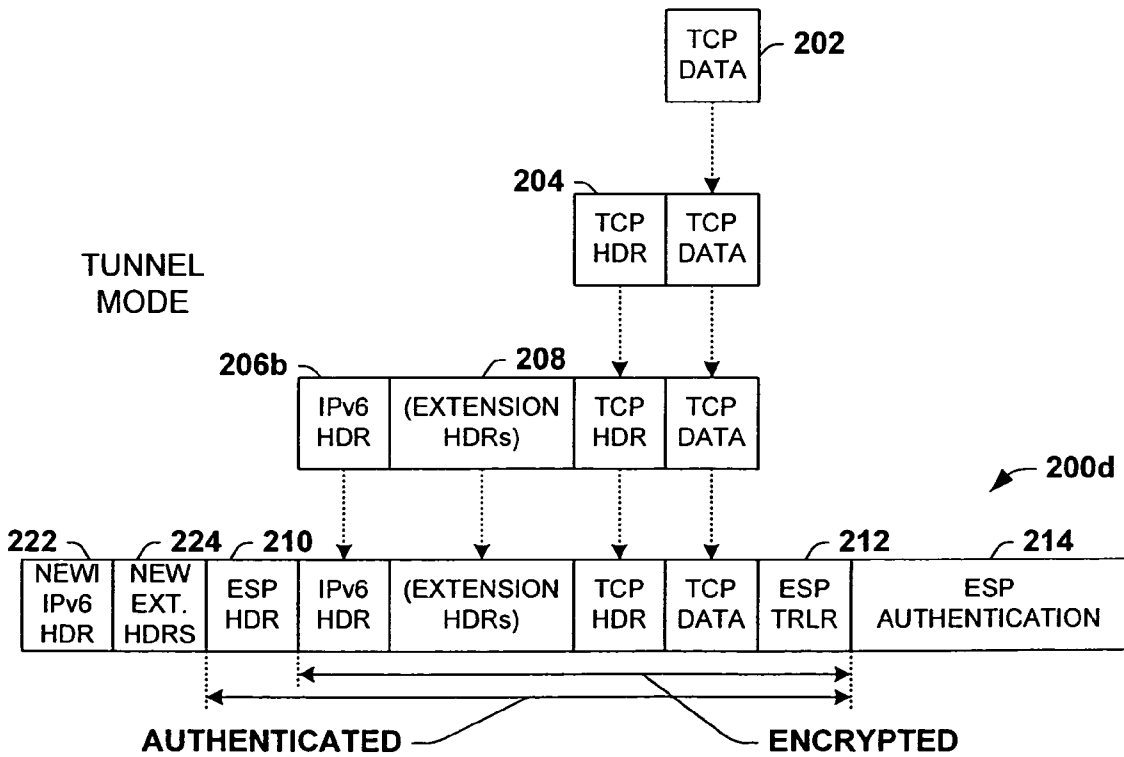 TCP
DATA
202
204
TCP
HDR
TCP
DATA
TUNNEL
MODE
206b
208
IPv6
HDR
(EXTENSION
HDRs)
TCP
HDR
TCP
DATA
200d
222
224
210
212
214
NEWI
IPv6
HDR
NEW
EXT.
HDRS
ESP
HDR
IPv6
HDR
(EXTENSION
HDRs)
TCP
HDR
TCP
DATA
ESP
TRLR
ESP
AUTHENTICATION
AUTHENTICATED
ENCRYPTED